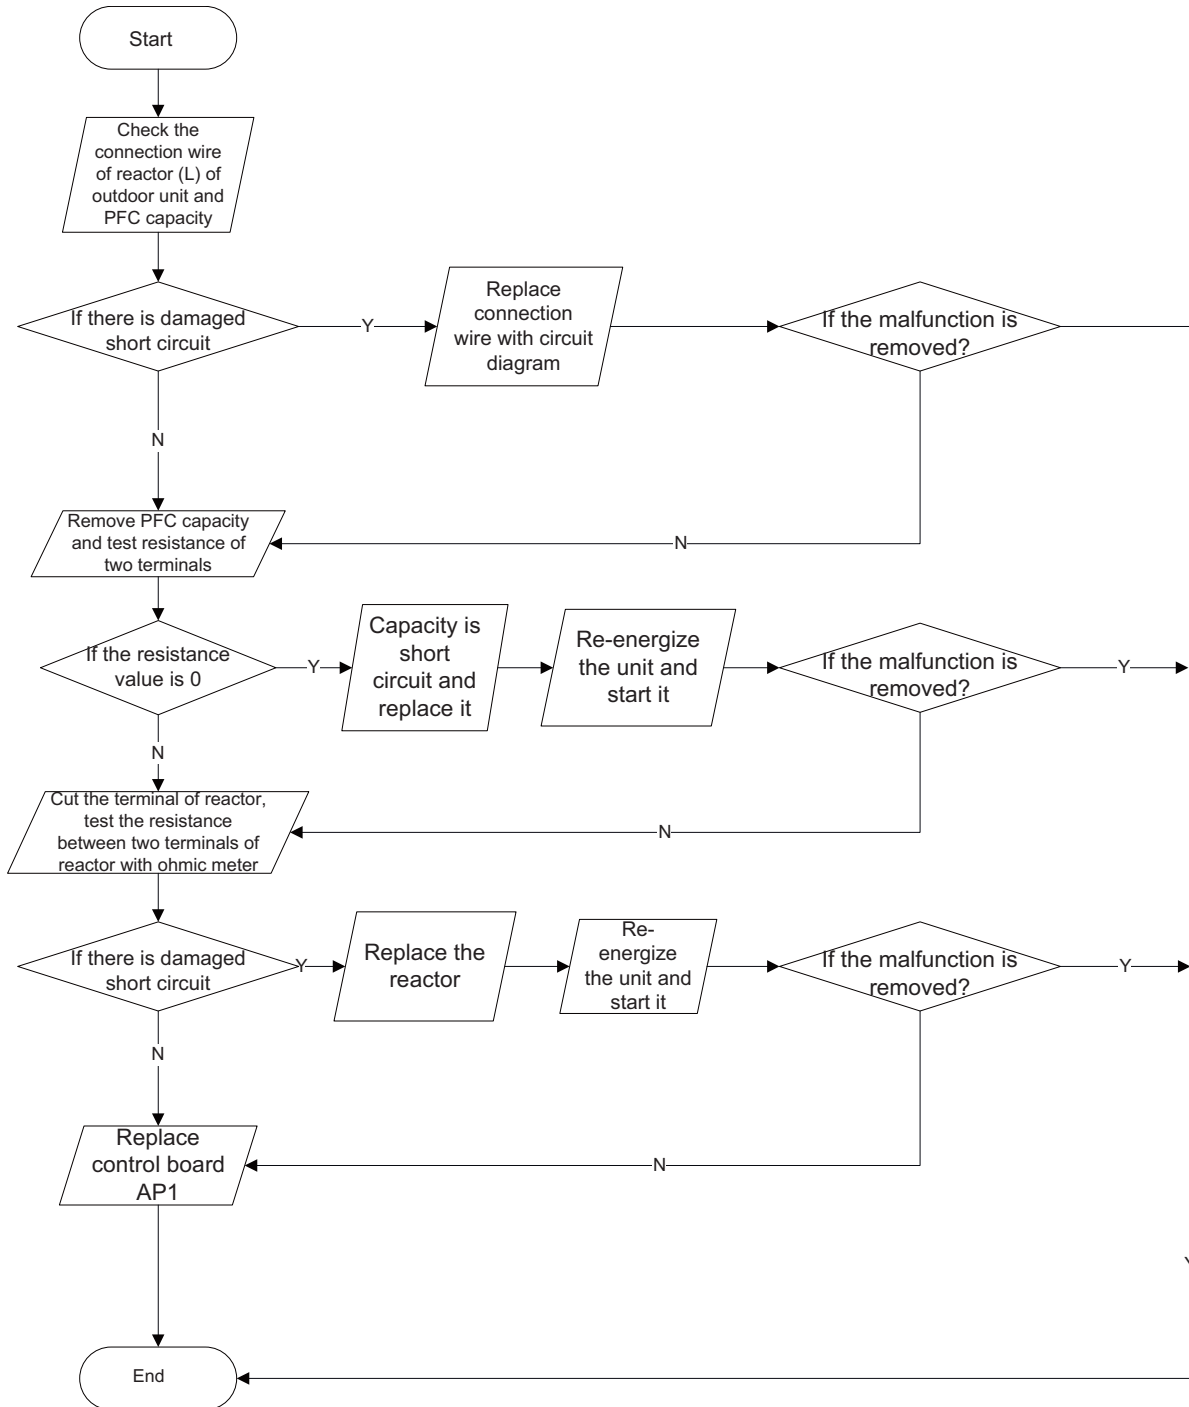 Start
Check the
connection wire
of reactor (L) of
outdoor unit and
PFC capacity
If there is damaged
short circuit
Y
Replace
connection
wire with circuit
diagram
If the malfunction is
removed?
N
Remove PFC capacity
and test resistance of
two terminals
N
If the resistance
value is 0
Y
Capacity is
short
circuit and
replace it
Re-energize
the unit and
start it
If the malfunction is
removed?
Y
N
Cut the terminal of reactor,
test the resistance
between two terminals of
reactor with ohmic meter
N
If there is damaged
short circuit
Y
Replace the
reactor
Re-
energize
the unit and
start it
If the malfunction is
removed?
Y
N
Replace
control board
AP1
N
Y
End